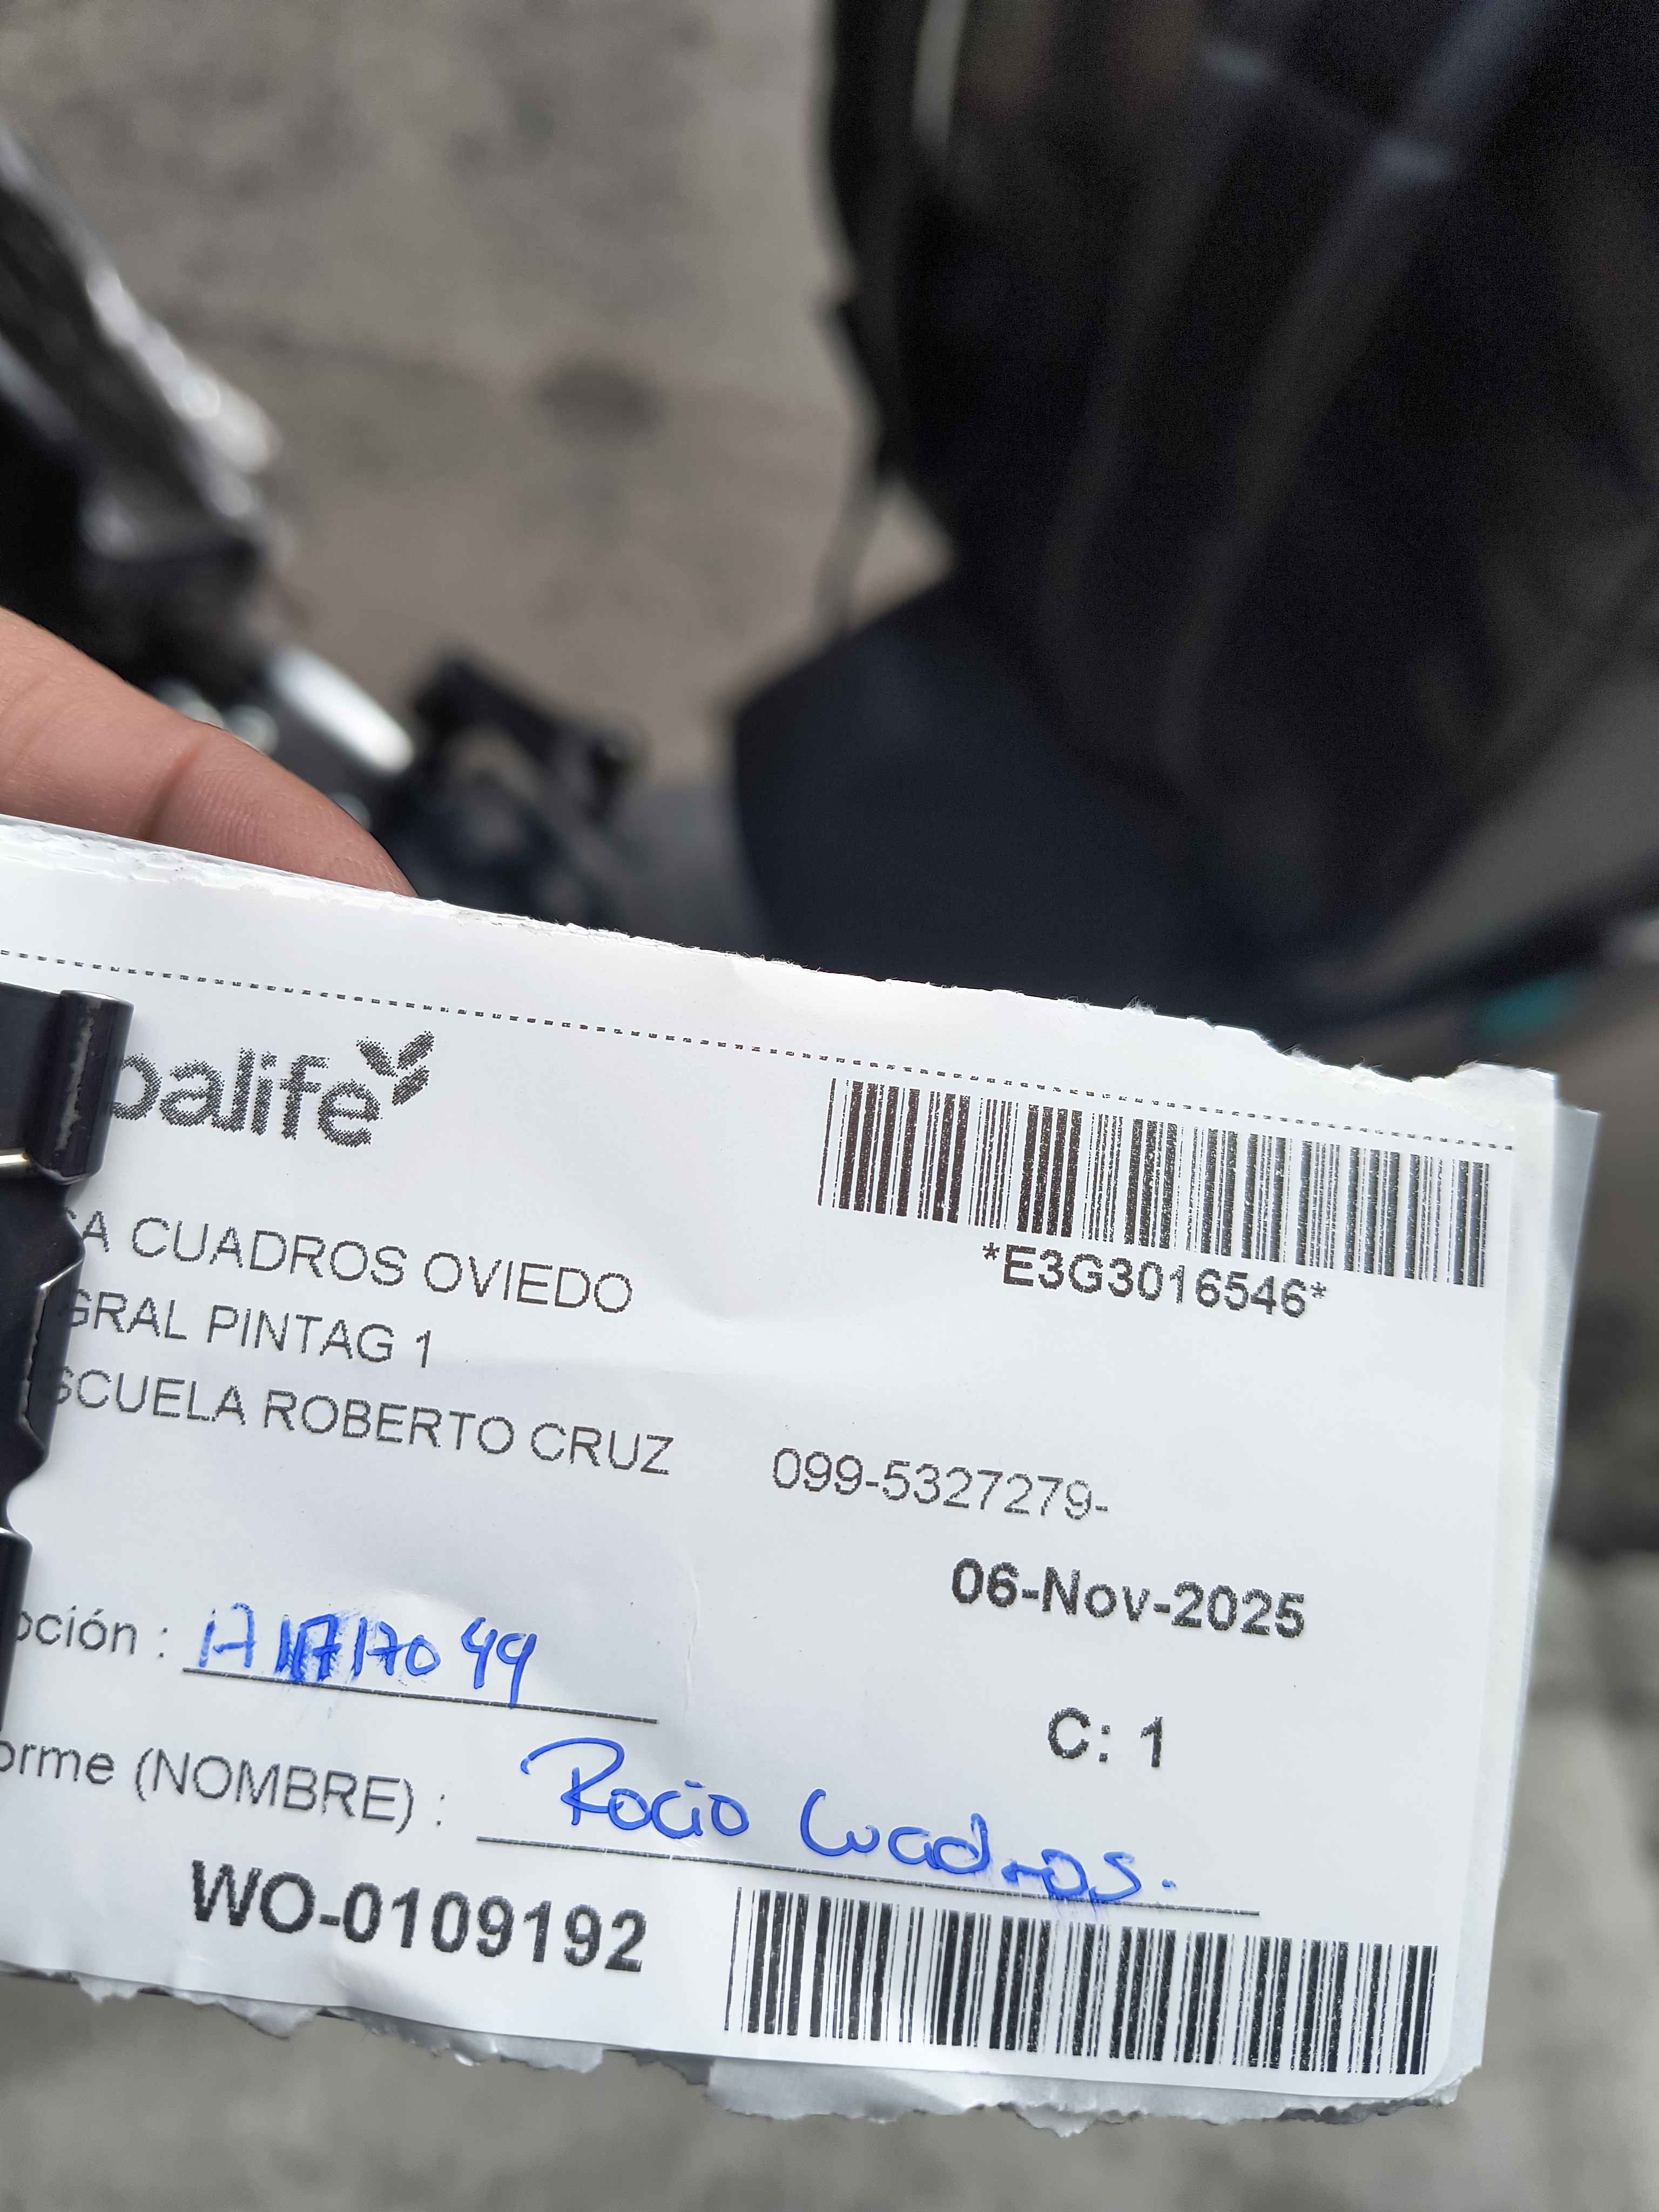 balife
SA CUADROS OVIEDO
*E3G3016546*
GRAL PINTAG 1
SCUELA ROBERTO CRUZ 099-5327279-
06-Nov-2025
pción :
C: 1
orme (NOMBRE) : Rocio Cuadros.
WO-0109192